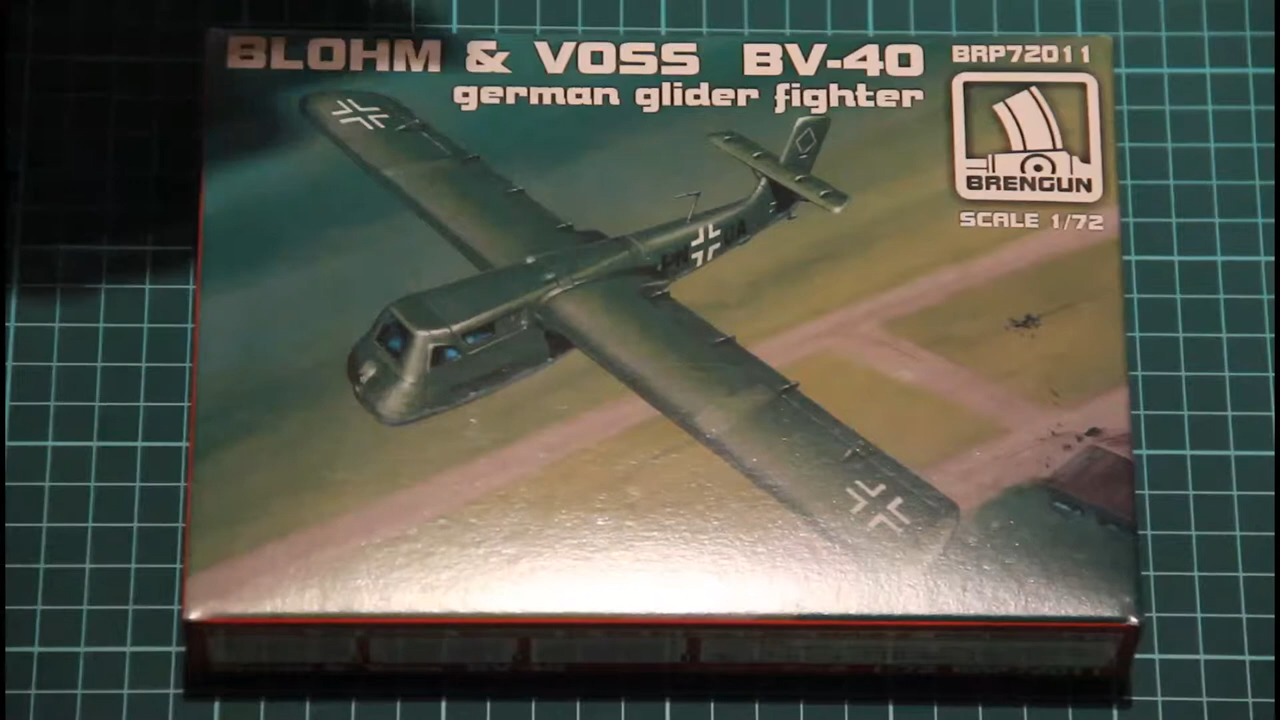 BLOHM & VOSS BV-40
german glider fighter
BRP72011
BRENGUN
SCALE 1/72